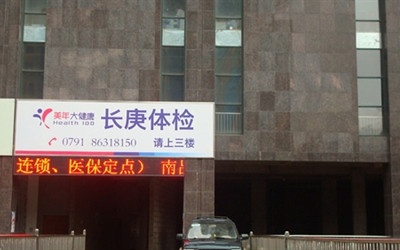 美年大健康
Health 100
长庚体检
0791 86318150 请上三楼
连锁、医保定点） 南昌